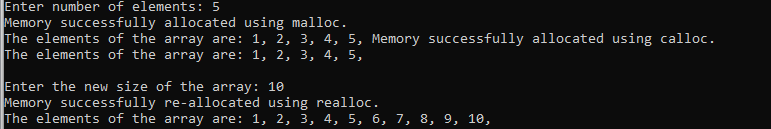 Enter number of elements: 5
Memory successfully allocated using malloc.
The elements of the array are: 1, 2, 3, 4, 5, Memory successfully allocated using calloc.
The elements of the array are: 1, 2, 3, 4, 5,
Enter the new size of the array: 10
Memory successfully re-allocated using realloc.
The elements of the array are: 1, 2, 3, 4, 5, 6, 7, 8, 9, 10,